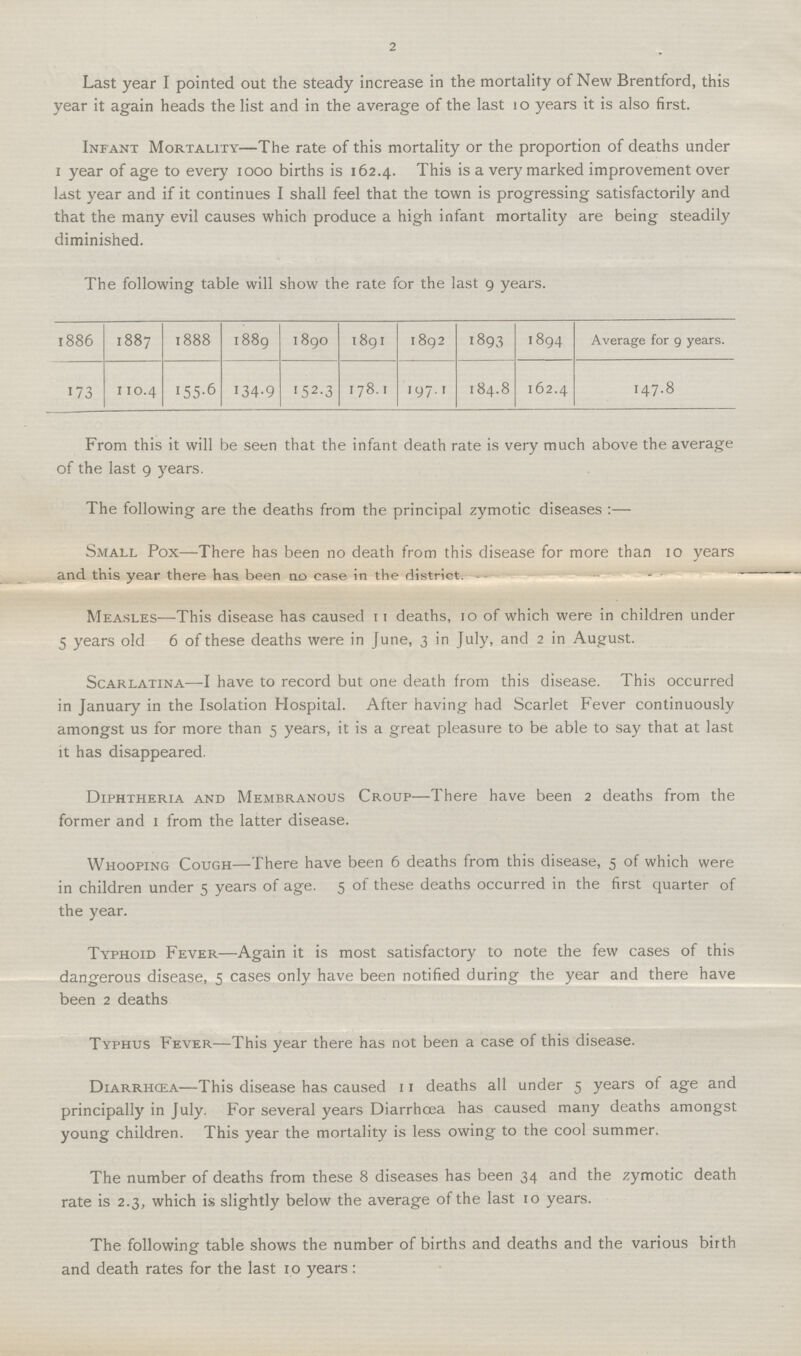 2
Last year I pointed out the steady increase in the mortality of New Brentford, this
year it again heads the list and in the average of the last 10 years it is also first.
Infant Mortality—The rate of this mortality or the proportion of deaths under
1 year of age to every 1000 births is 162.4. This is a very marked improvement over
last year and if it continues I shall feel that the town is progressing satisfactorily and
that the many evil causes which produce a high infant mortality are being steadily
diminished.
The following table will show the rate for the last 9 years.
1886 1887 1888 1889 1890 1891 1892 1893 1894 Average for 9 years.
173 110.4 155.6 134.9 152.3 178.1 197.1 184.8 162.4 147.8
From this it will be seen that the infant death rate is very much above the average
of the last 9 years.
The following are the deaths from the principal zymotic diseases :—
Small Pox—There has been no death from this disease for more than 10 years
and this year there has been no case in the district.
Measles—This disease has caused 11 deaths, 10 of which were in children under
5 years old 6 of these deaths were in June, 3 in July, and 2 in August.
Scarlatina—I have to record but one death from this disease. This occurred
in January in the Isolation Hospital. After having had Scarlet Fever continuously
amongst us for more than 5 years, it is a great pleasure to be able to say that at last
it has disappeared.
Diphtheria and Membranous Croup—There have been 2 deaths from the
former and 1 from the latter disease.
Whooping Cough—There have been 6 deaths from this disease, 5 of which were
in children under 5 years of age. 5 of these deaths occurred in the first quarter of
the year.
Typhoid Fever—Again it is most satisfactory to note the few cases of this
dangerous disease, 5 cases only have been notified during the year and there have
been 2 deaths
Typhus Fever—This year there has not been a case of this disease.
Diarrhœa—This disease has caused 11 deaths all under 5 years of age and
principally in July. For several years Diarrhœa has caused many deaths amongst
young children. This year the mortality is less owing to the cool summer.
The number of deaths from these 8 diseases has been 34 and the zymotic death
rate is 2.3, which is slightly below the average of the last 10 years.
The following table shows the number of births and deaths and the various birth
and death rates for the last 10 years :